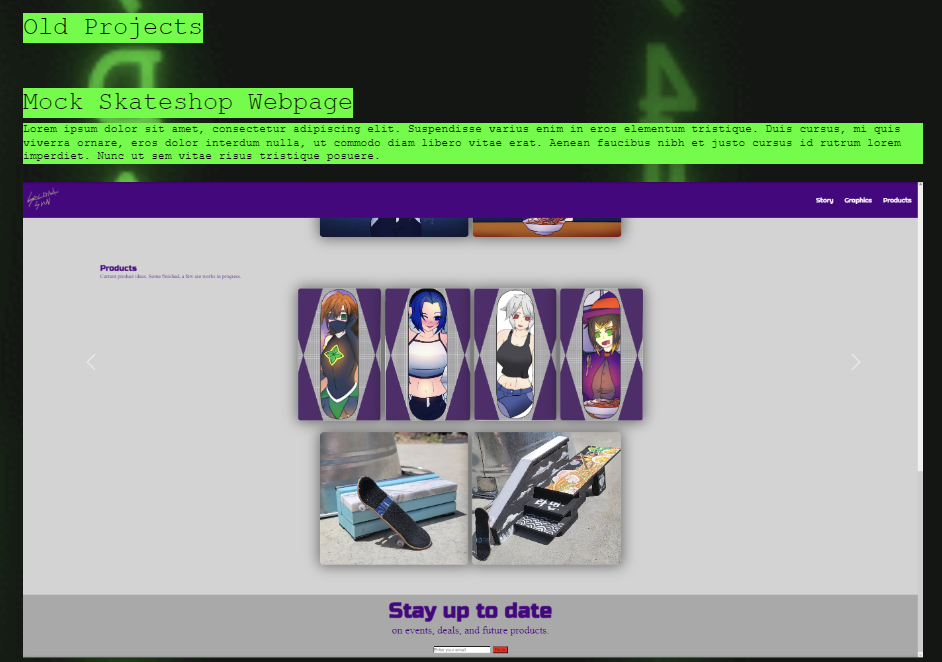 Old Projects
Mock Skateshop Webpage
Lorem ipsum dolor sit amet, consectetur adipiscing elit. Suspendisse varius enim in eros elementum tristique. Duis cursus, mi quis
viverra ornare, eros dolor interdum nulla, ut commodo diam libero vitae erat. Aenean faucibus nibh et justo cursus id rutrum lorem
imperdiet. Nunc ut sem vitae risus tristique posuere.
Story Graphics Products
Products
Current product ideas. Some finished, a few are works in progress.
Stay up to date
on events, deals, and future products.
Enter your email